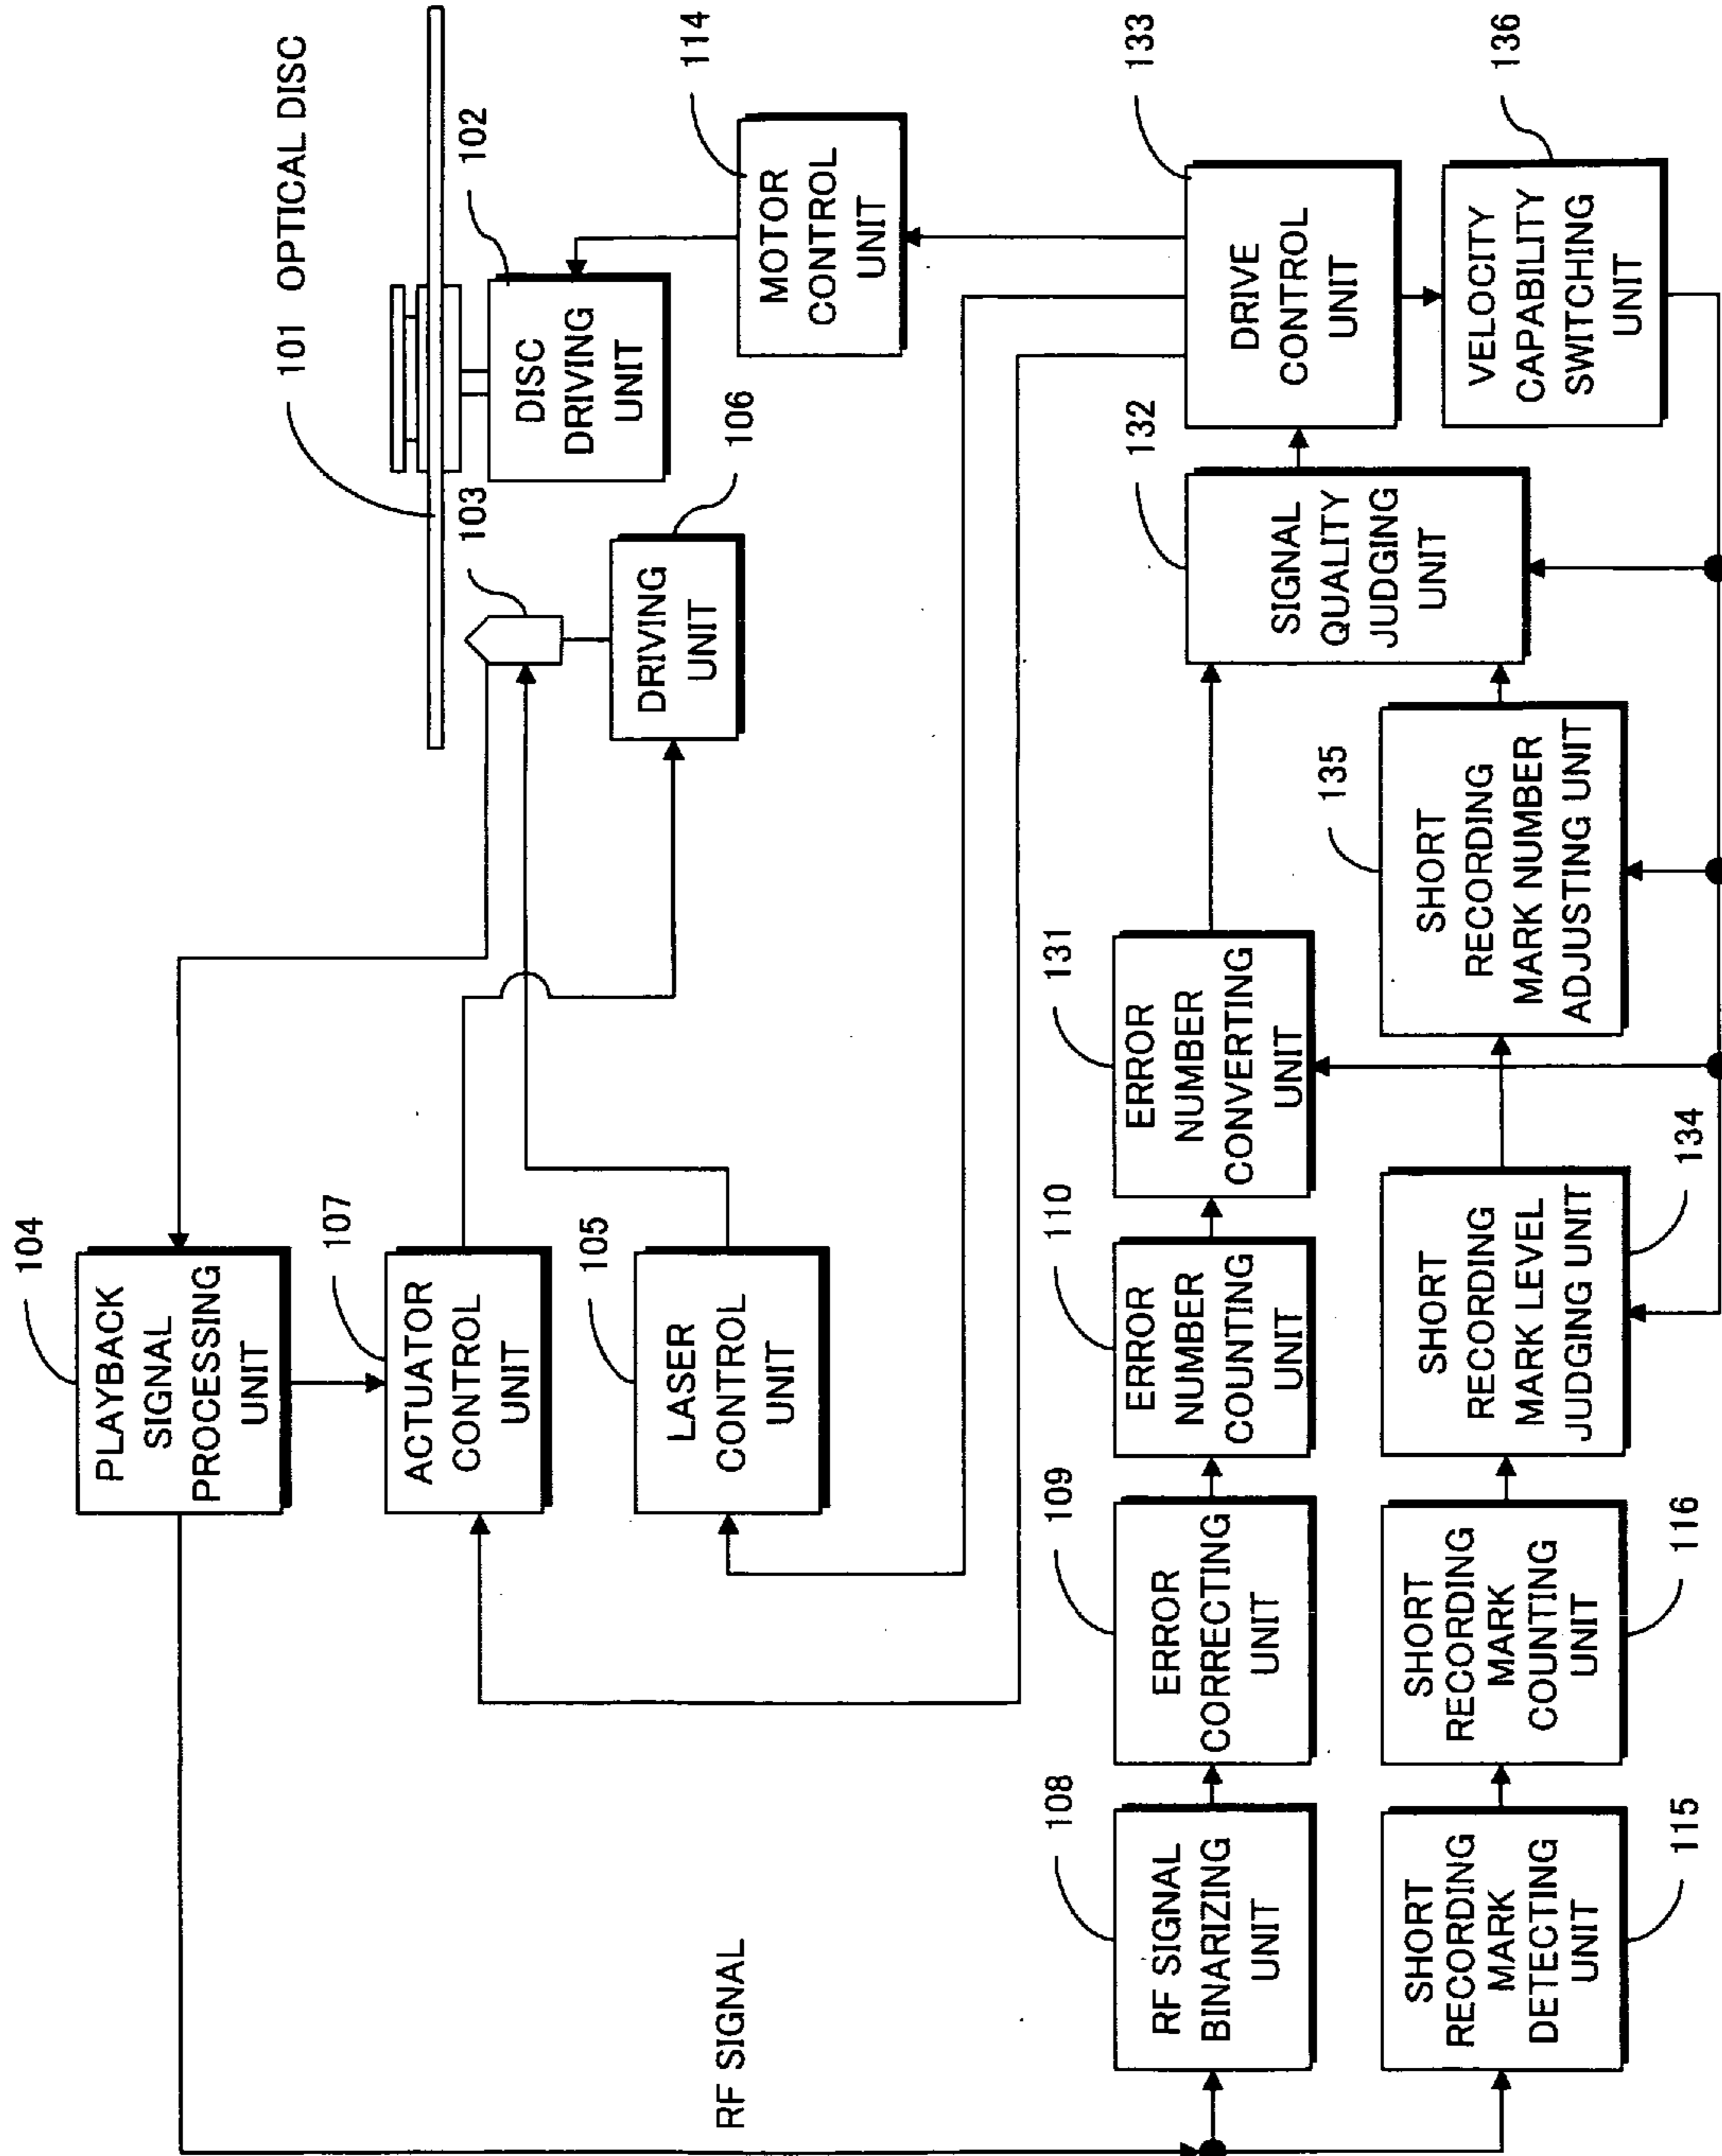 101 OPTICAL DISC
102
DISC
DRIVING
UNIT
103
106
DRIVING
UNIT
114
MOTOR
CONTROL
UNIT
104
PLAYBACK
SIGNAL
PROCESSING
UNIT
107
ACTUATOR
CONTROL
UNIT
105
LASER
CONTROL
UNIT
RF SIGNAL
108
RF SIGNAL
BINARIZING
UNIT
109
ERROR
CORRECTING
UNIT
110
ERROR
NUMBER
COUNTING
UNIT
131
ERROR
NUMBER
CONVERTING
UNIT
132
SIGNAL
QUALITY
JUDGING
UNIT
133
DRIVE
CONTROL
UNIT
SHORT
RECORDING
MARK
DETECTING
UNIT
115
SHORT
RECORDING
MARK
COUNTING
UNIT
116
SHORT
RECORDING
MARK LEVEL
JUDGING UNIT
134
135
SHORT
RECORDING
MARK NUMBER
ADJUSTING UNIT
136
VELOCITY
CAPABILITY
SWITCHING
UNIT